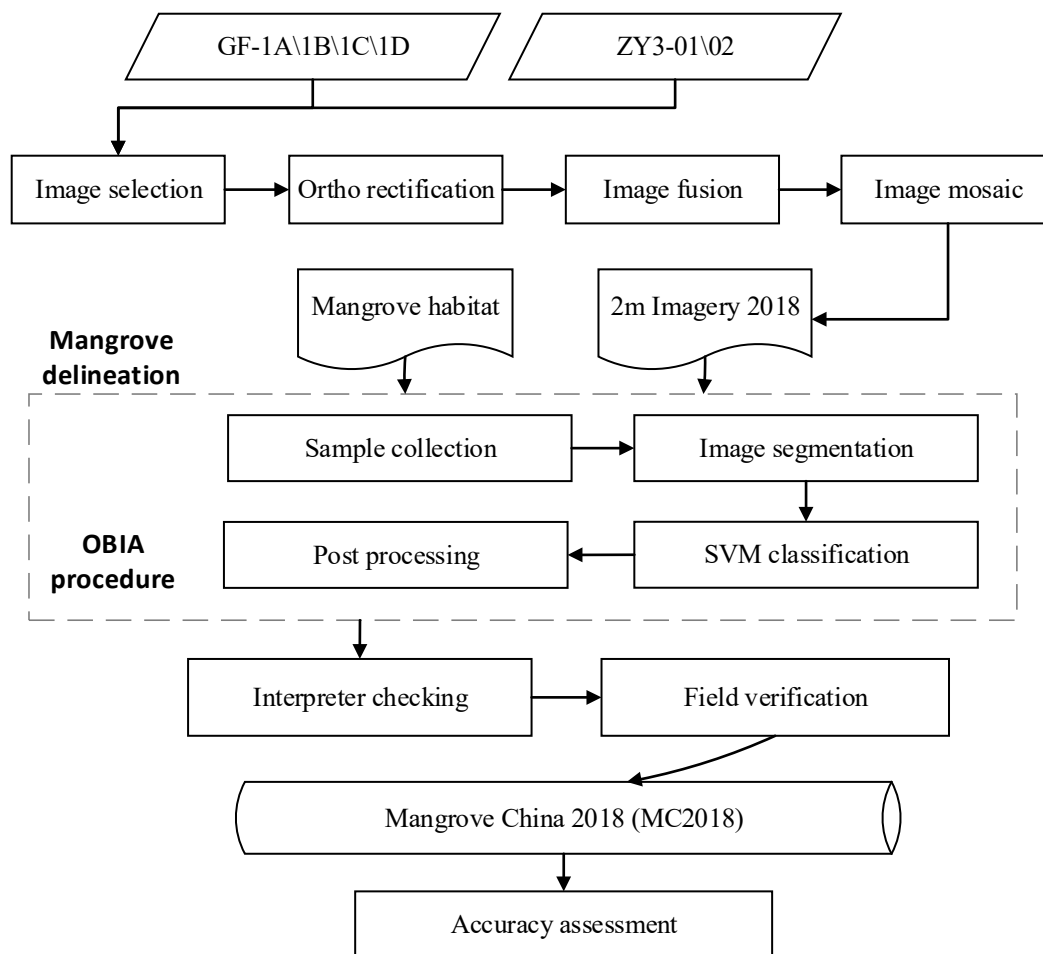 GF-1A\1B\1C\1D
ZY3-01\02
Image selection
Ortho rectification
Image fusion
Image mosaic
Mangrove habitat
2m Imagery 2018
Mangrove
delineation
Sample collection
Image segmentation
OBIA
procedure
Post processing
SVM classification
Interpreter checking
Field verification
Mangrove China 2018 (MC2018)
Accuracy assessment